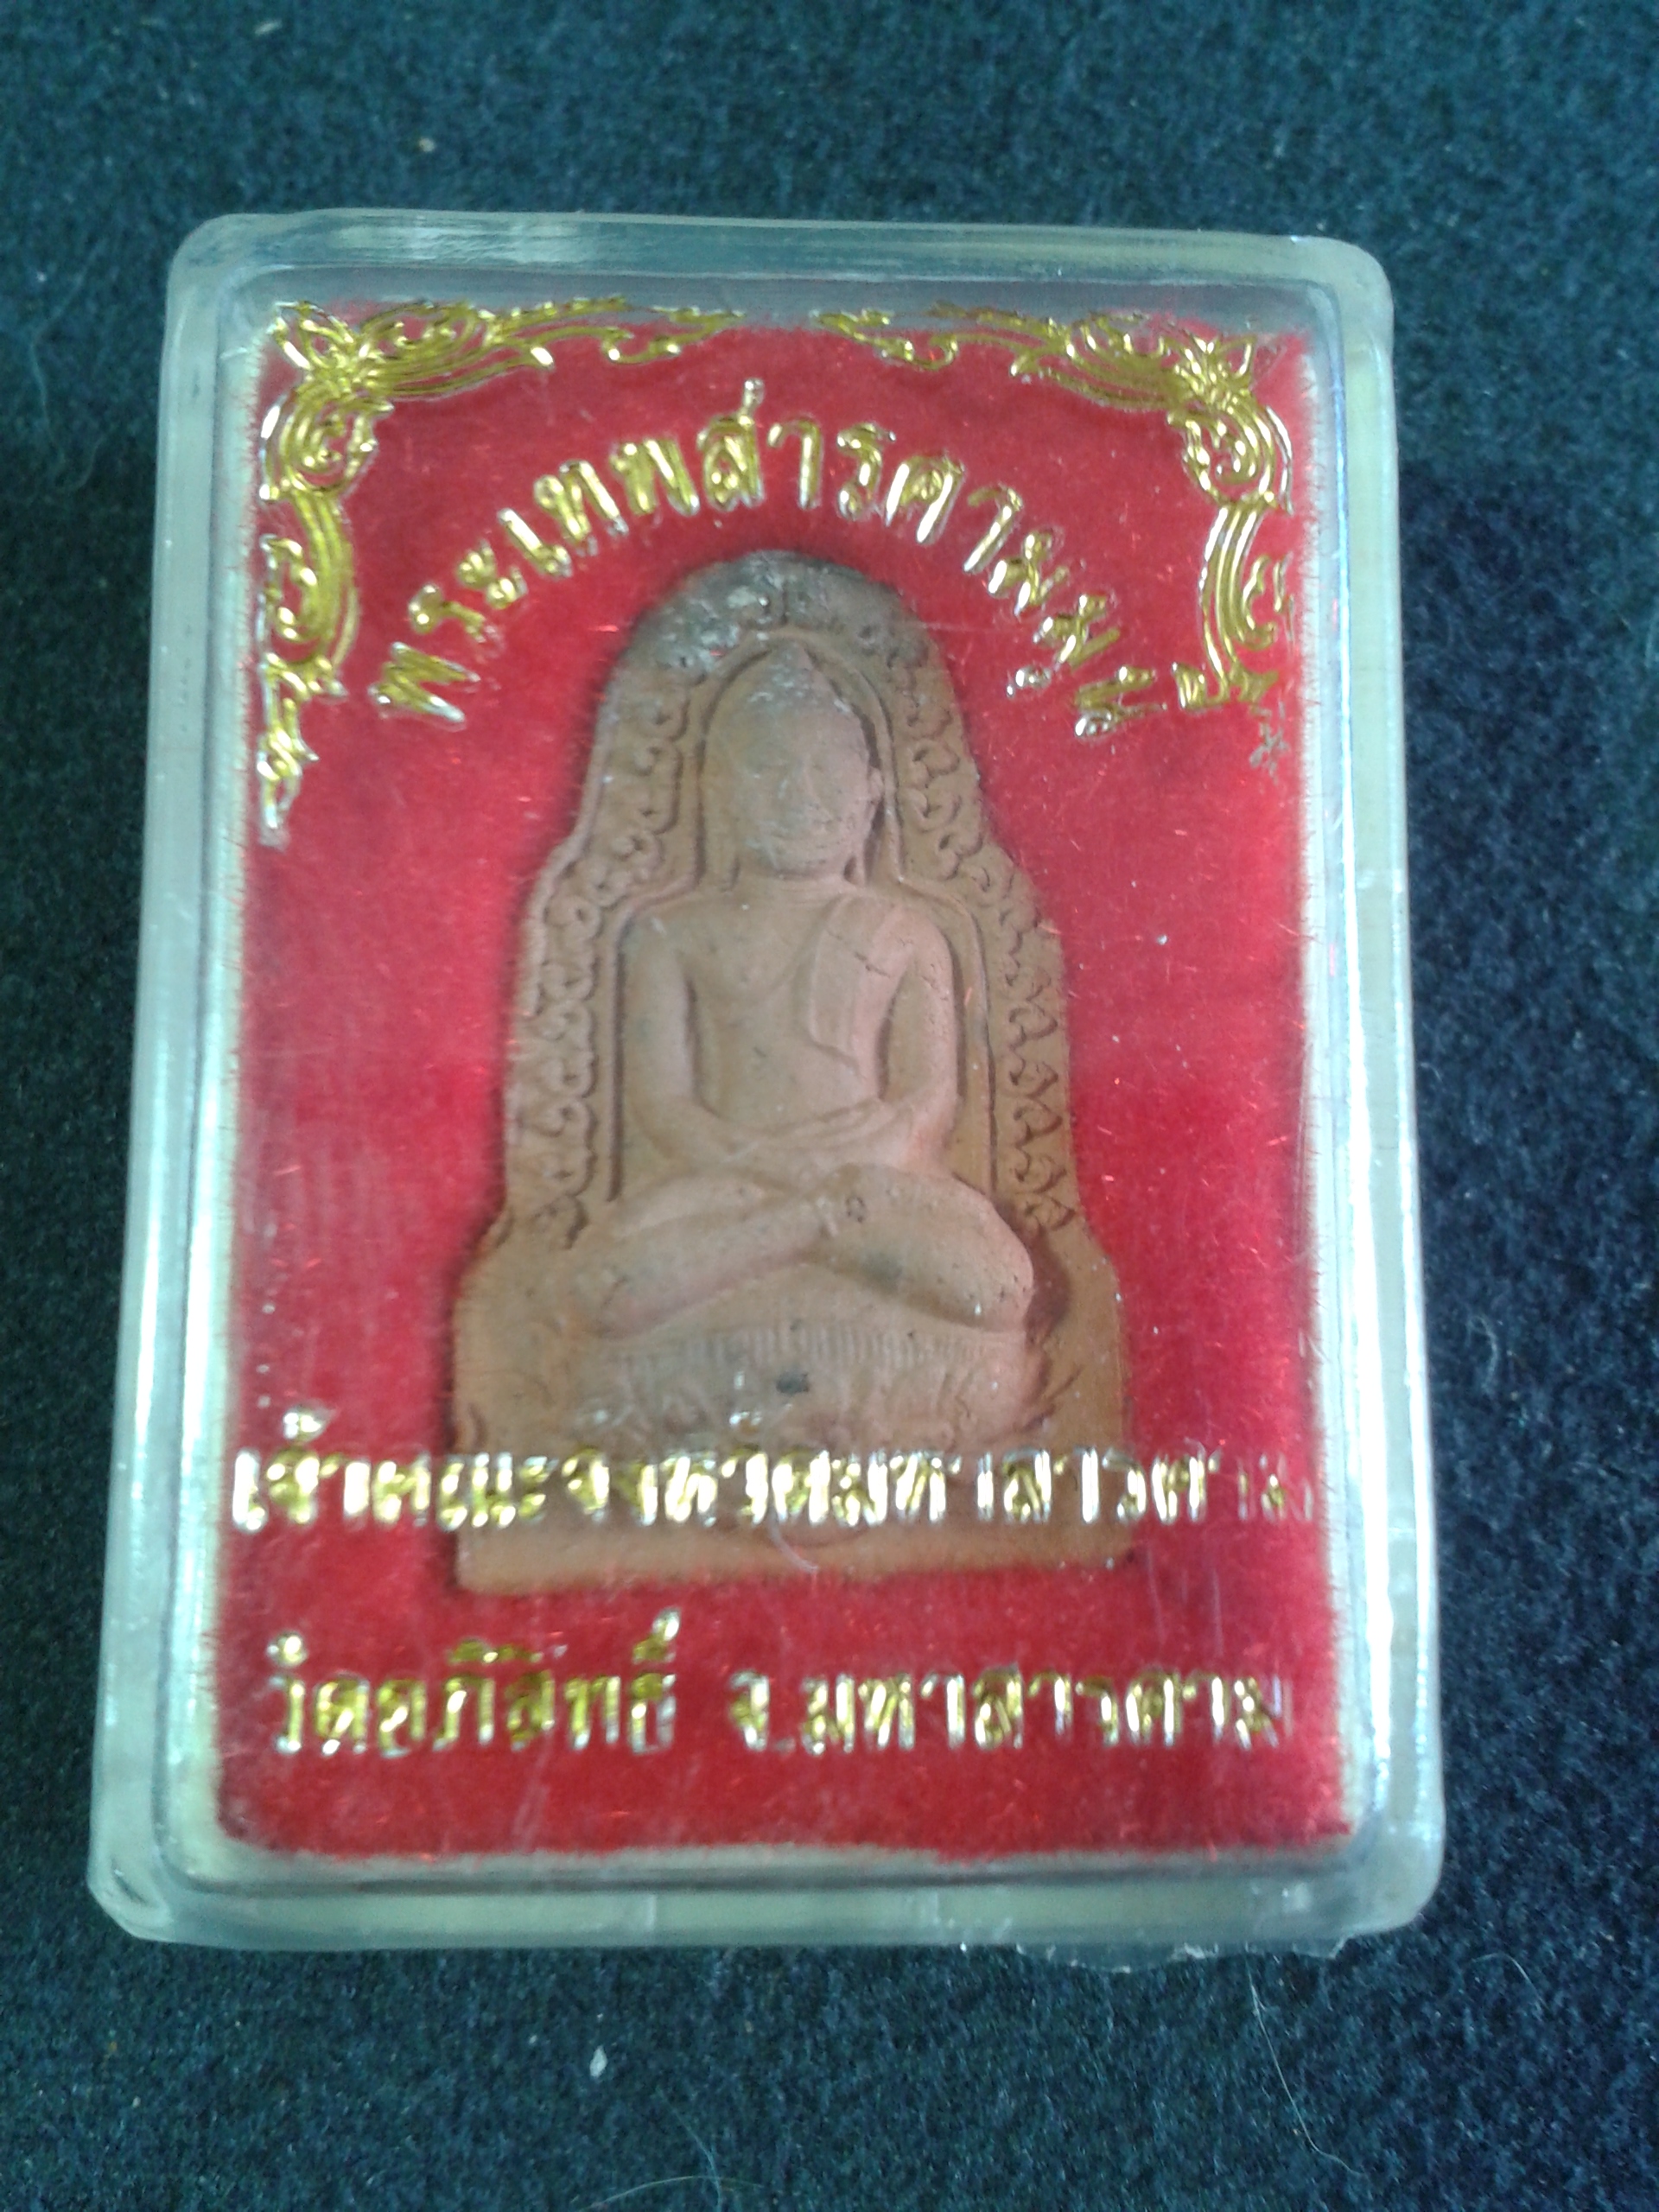 พระเทพสารคามมุนี
เจ้าคณะจังหวัดมหาสารคาม
วัดอภิสิทธิ์ จ.มหาสารคาม